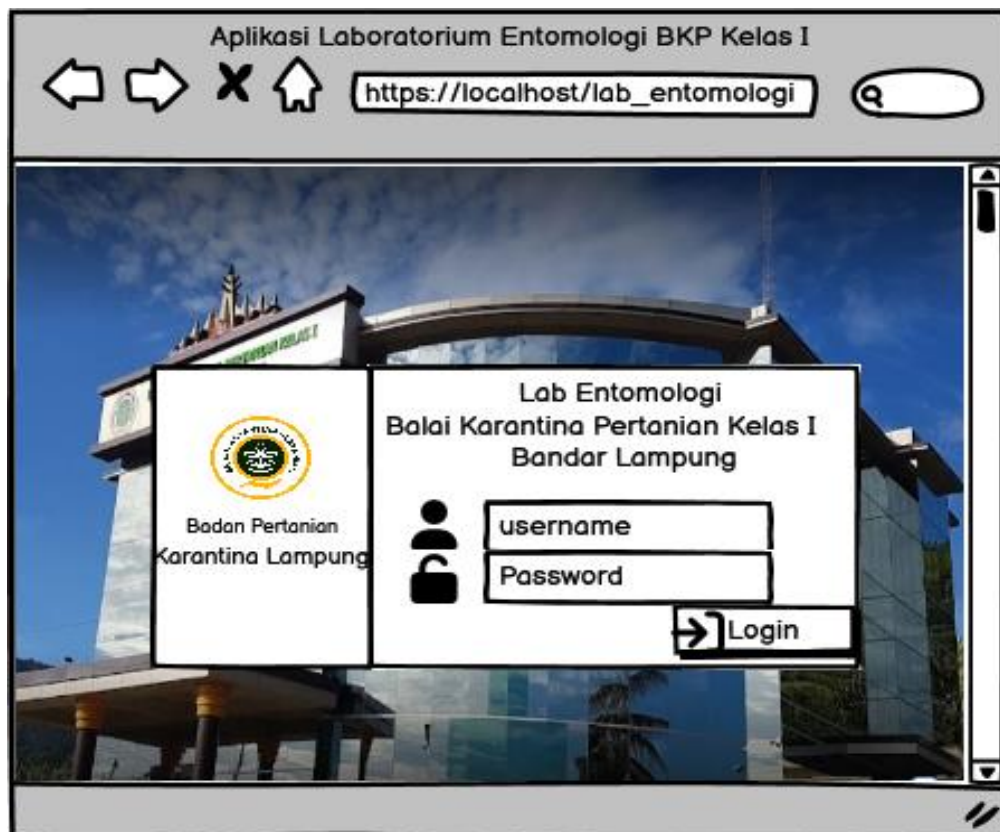 Aplikasi Laboratorium Entomologi BKP Kelas I
https://localhost/lab_entomologi
KELAS I
Lab Entomologi
Balai Karantina Pertanian Kelas I
Bandar Lampung
Badan Pertanian
Karantina Lampung
username
Password
Login